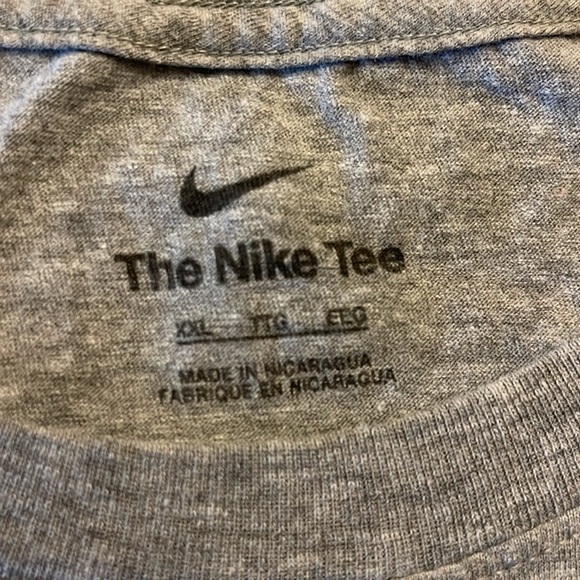 The Nike Tee
XXL TTG EEG
MADE IN NICARAGUA
FABRIQUE EN NICARAGUA